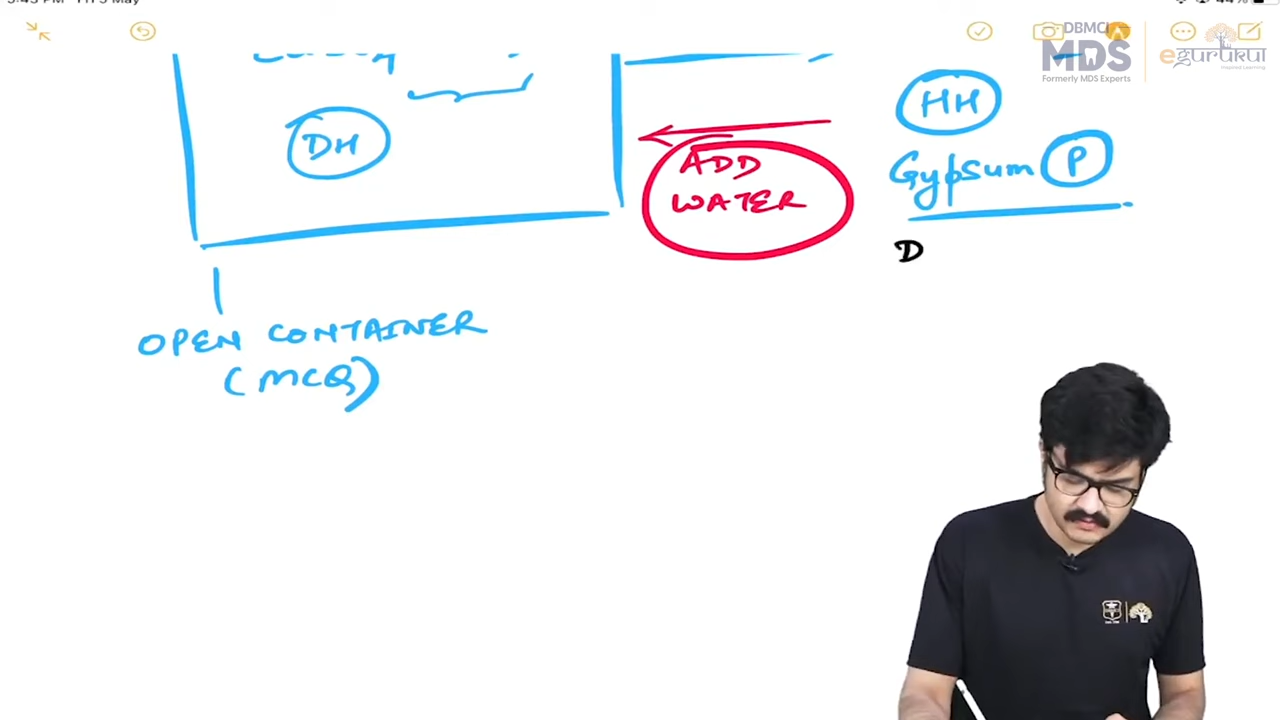 DBMCI
MDS
Formerly MDS Experts
egurukul
DH
ADD
WATER
HH
Gypsum P
D
OPEN CONTAINER
(MCQ)